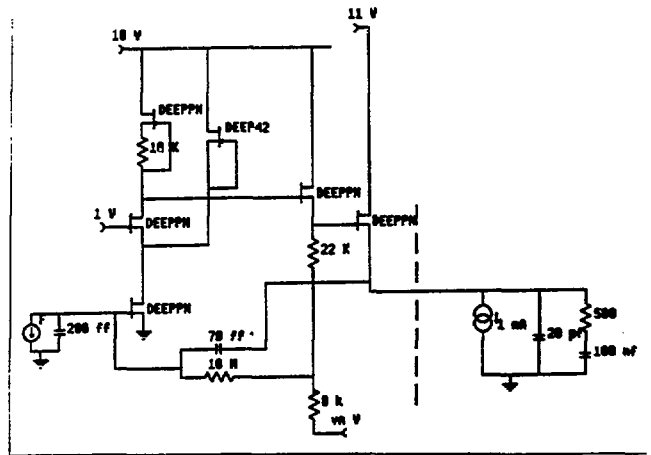 11 V
10 V
DEEPPN
DEEP42
10 K
DEEPPN
DEEPPN
1 V
DEEPPN
22 K
DEEPPN
200 ff
70 ff
10 M
1 mA
20 pf
500
100 nf
8 k
V